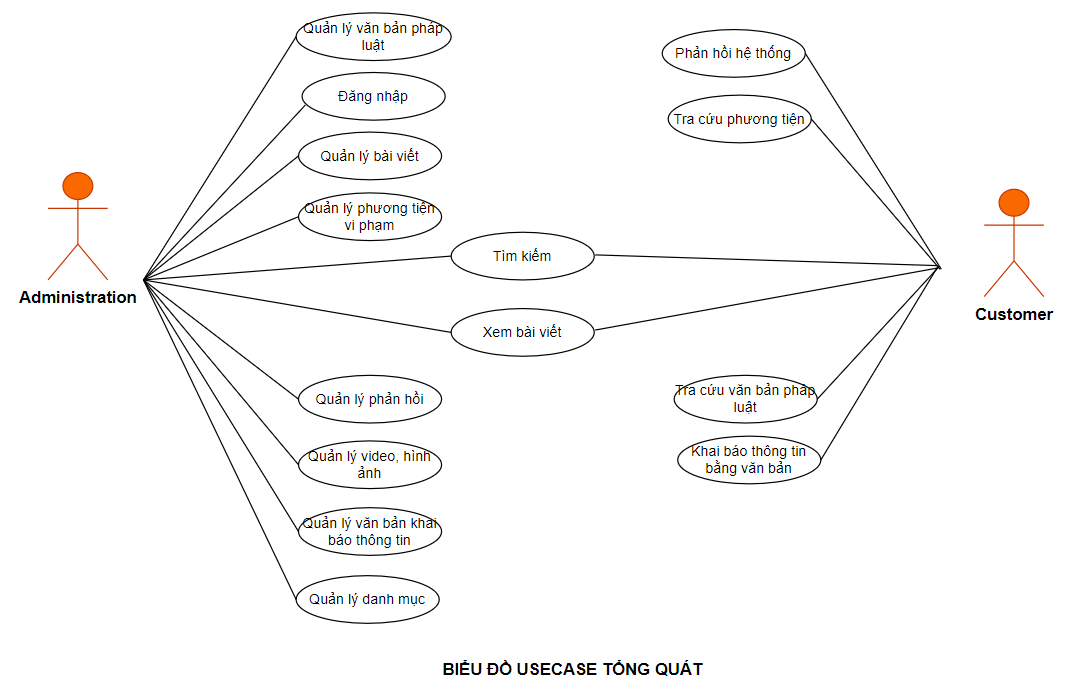 Quản lý văn bản pháp
luật
Đăng nhập
Quản lý bài viết
Quản lý phương tiện
vi phạm
Administration
Tìm kiếm
Xem bài viết
Quản lý phản hồi
Quản lý video, hình
ảnh
Quản lý văn bản khai
báo thông tin
Quản lý danh mục
Phản hồi hệ thống
Tra cứu phương tiện
Customer
Tra cứu văn bản pháp
luật
Khai báo thông tin
bằng văn bản
BIỂU ĐỒ USECASE TỔNG QUÁT